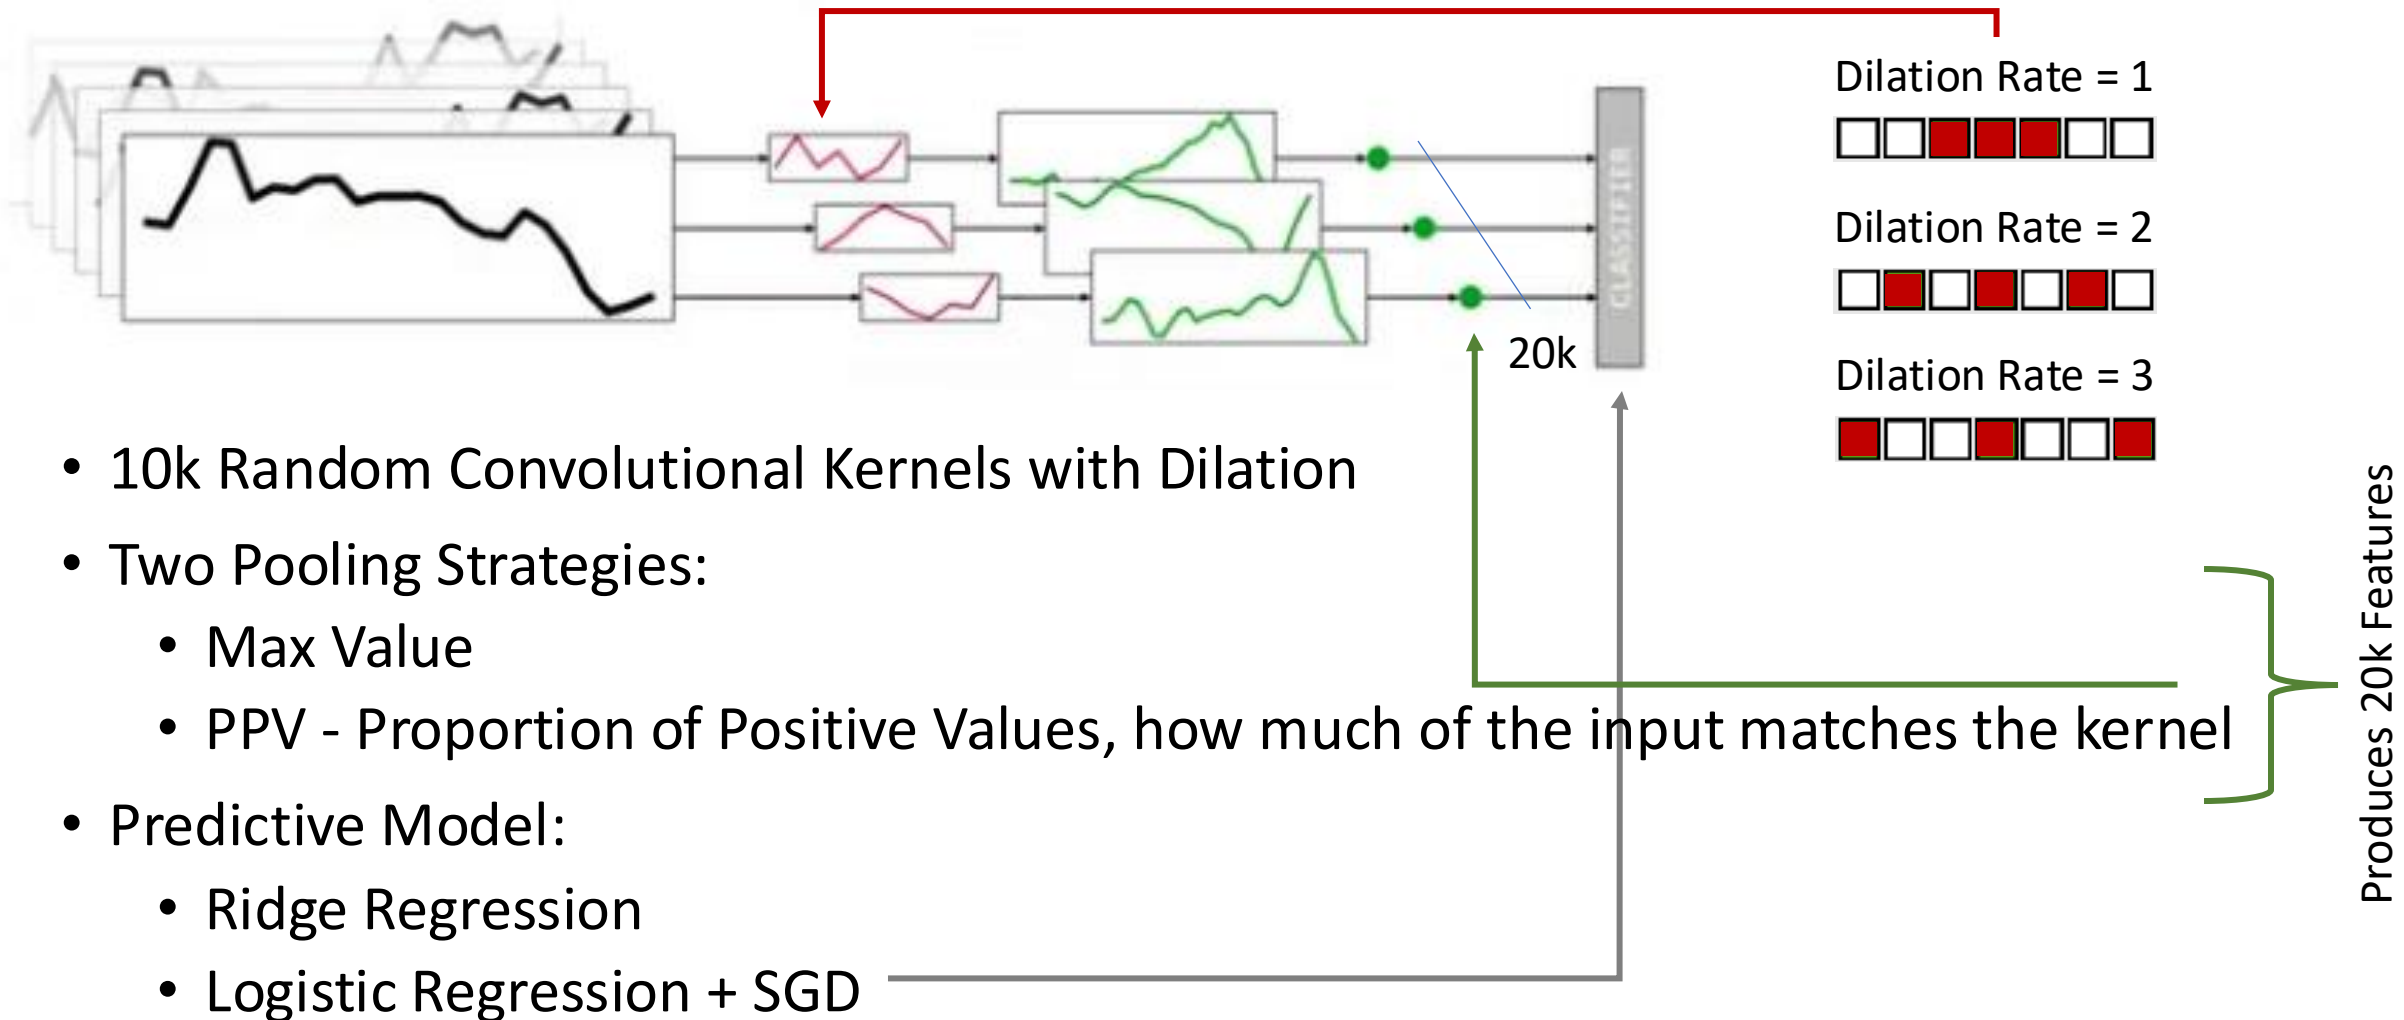 Dilation Rate = 1
Dilation Rate = 2
Dilation Rate = 3
CLASSIFIER
20k
• 10k Random Convolutional Kernels with Dilation
• Two Pooling Strategies:
• Max Value
• PPV - Proportion of Positive Values, how much of the input matches the kernel
• Predictive Model:
• Ridge Regression
• Logistic Regression + SGD
Produces 20k Features